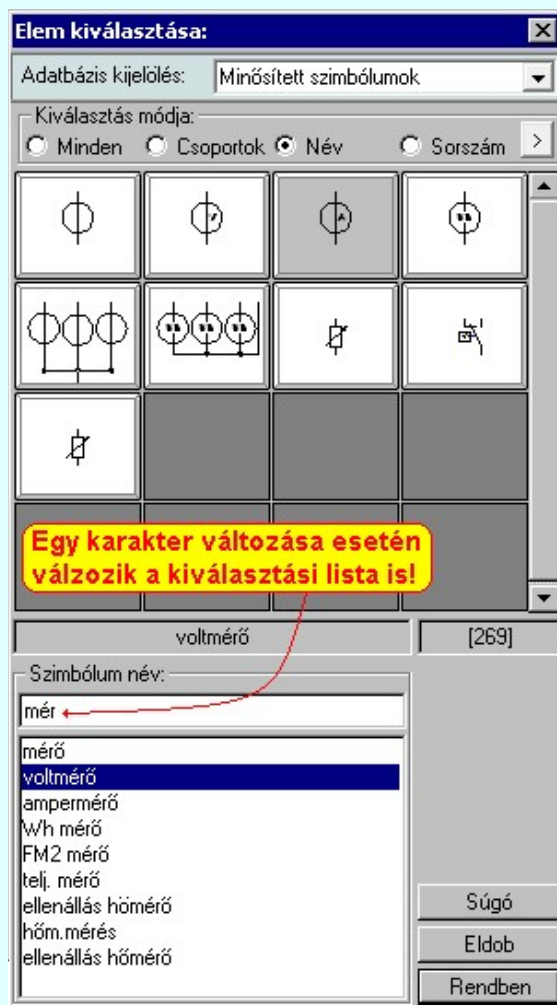 Elem kiválasztása:
Adatbázis kijelölés: Minősített szimbólumok
Kiválasztás módja:
Minden Csoportok Név Sorszám >
Egy karakter változása esetén
válzozik a kiválasztási lista is!
voltmérő [269]
Szimbólum név:
mér
mérő
voltmérő
ampermérő
Wh mérő
FM2 mérő
telj. mérő
ellenállás hömérő
hőm.mérés
ellenállás hőmérő
Súgó
Eldob
Rendben